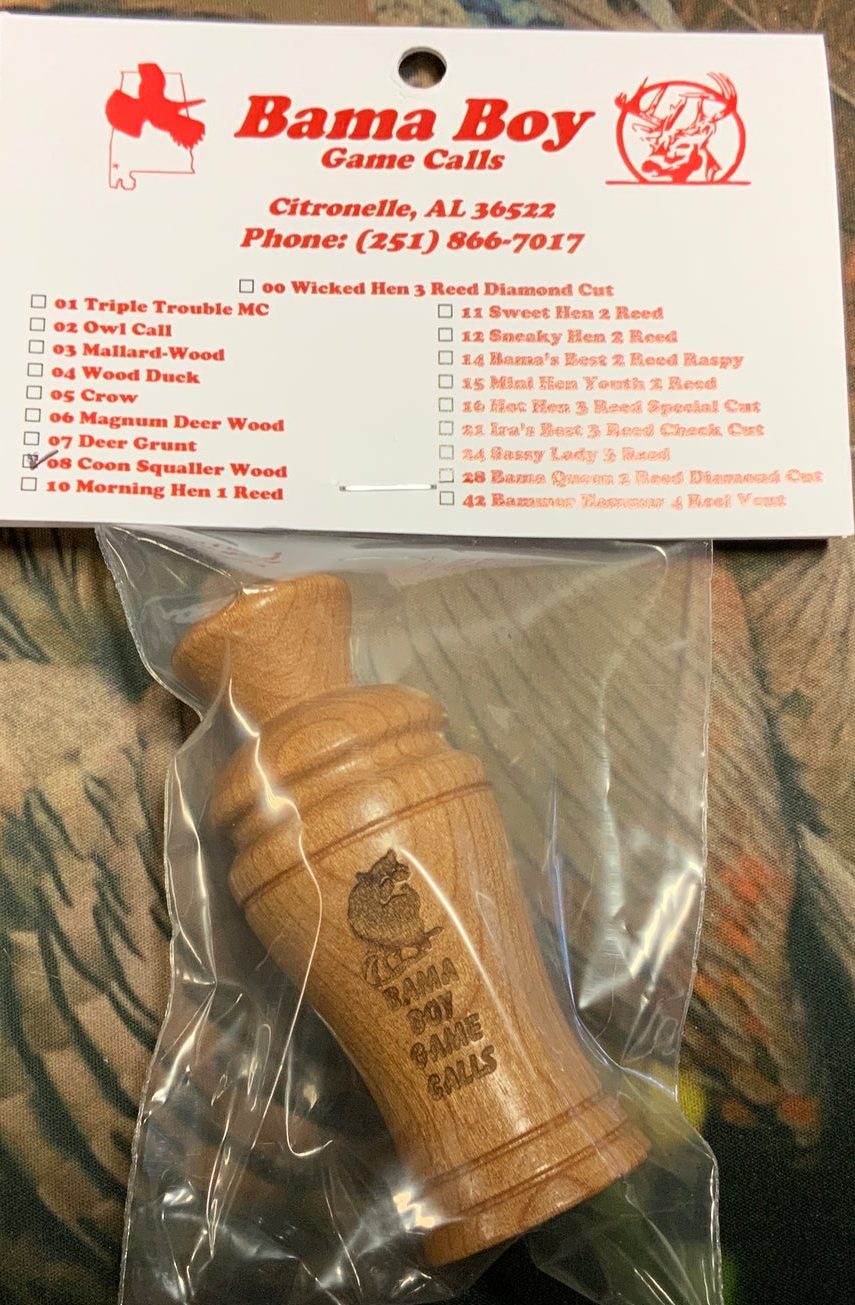 Bama Boy
Game Calls
Citronelle, AL 36522
Phone: (251) 866-7017
00 Wicked Hen 3 Reed Diamond Cut
01 Triple Trouble MC
02 Owl Call
03 Mallard-Wood
04 Wood Duck
05 Crow
06 Magnum Deer Wood
07 Deer Grunt
08 Coon Squaller Wood
10 Morning Hen 1 Reed
11 Sweet Hen 2 Reed
12 Sneaky Hen 2 Reed
14 Bama's Best 2 Reed Raspy
15 Mini Hen Youth 2 Reed
16 Hot Hen 3 Reed Special Cut
21 Ira's Best 3 Reed Check Cut
24 Sassy Lady 3 Reed
28 Bama Queen 2 Reed Diamond Cut
42 Hammer 4
BAMA
BOY
GAME
CALLS